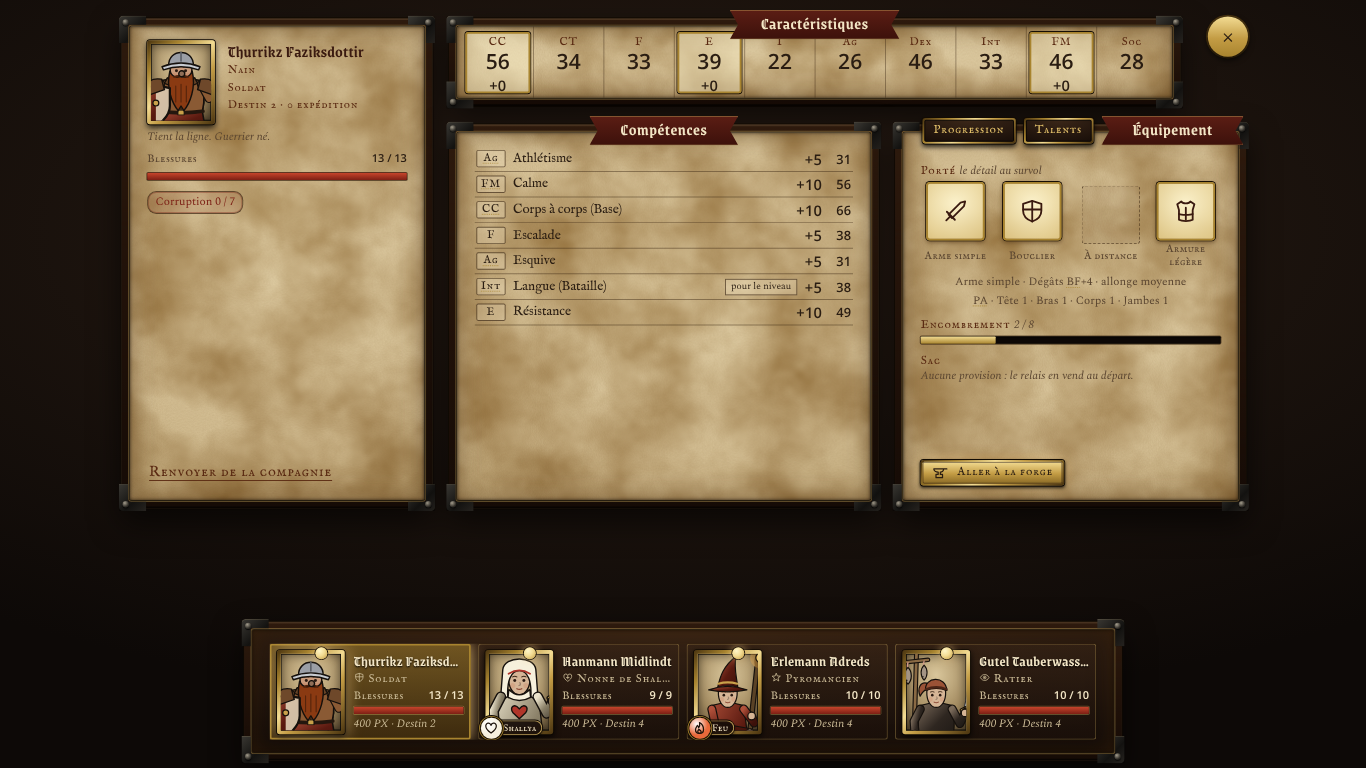 Thurrikz Faziksdottir
Nain
Soldat
Destin 2 · 0 expédition
Tient la ligne. Guerrier né.
Blessures 13 / 13
Corruption 0 / 7
Renvoyer de la compagnie
Caractéristiques
CC CT F E I Ag Dex Int FM Soc
56 34 33 39 22 26 46 33 46 28
+0 +0 +0
×
Compétences
Ag Athlétisme +5 31
FM Calme +10 56
CC Corps à corps (Base) +10 66
F Escalade +5 38
Ag Esquive +5 31
Int Langue (Bataille) pour le niveau +5 38
E Résistance +10 49
Progression Talents Équipement
Porté le détail au survol
Arme simple Bouclier À distance Armure légère
Arme simple · Dégâts BF+4 · allonge moyenne
PA · Tête 1 · Bras 1 · Corps 1 · Jambes 1
Encombrement 2 / 8
Sac
Aucune provision : le relais en vend au départ.
Aller à la forge
Thurrikz Faziksd...
Soldat
Blessures 13 / 13
400 PX · Destin 2
Hanmann Midlindt
Nonne de Shal...
Blessures 9 / 9
400 PX · Destin 4
Shallya
Erlemann Adreds
Pyromancien
Blessures 10 / 10
400 PX · Destin 4
Feu
Gutel Tauberwass...
Ratier
Blessures 10 / 10
400 PX · Destin 4